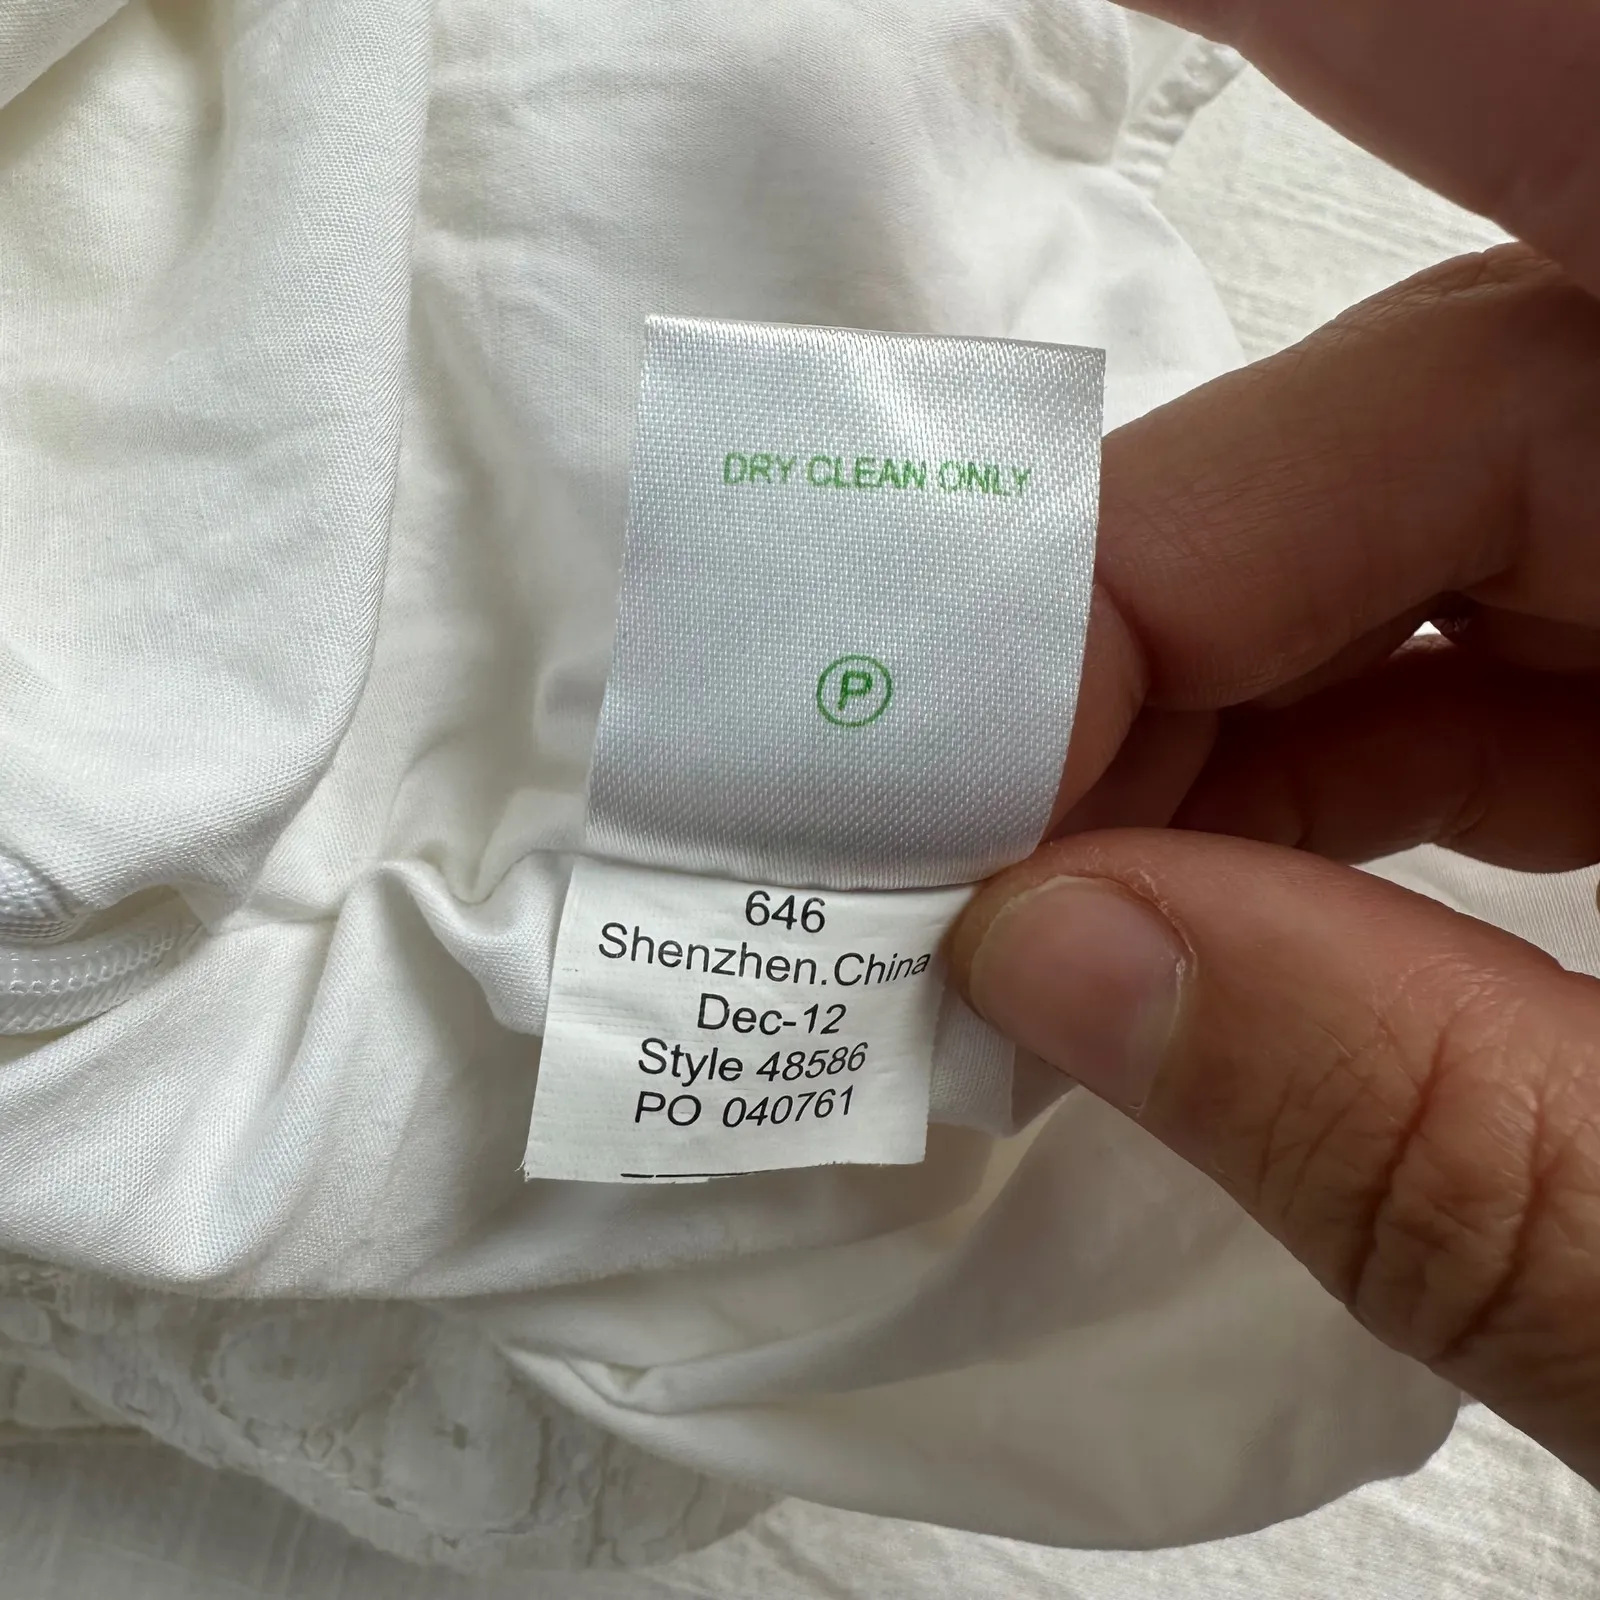 DRY CLEAN ONLY
P
646
Shenzhen.China
Dec-12
Style 48586
PO 040761